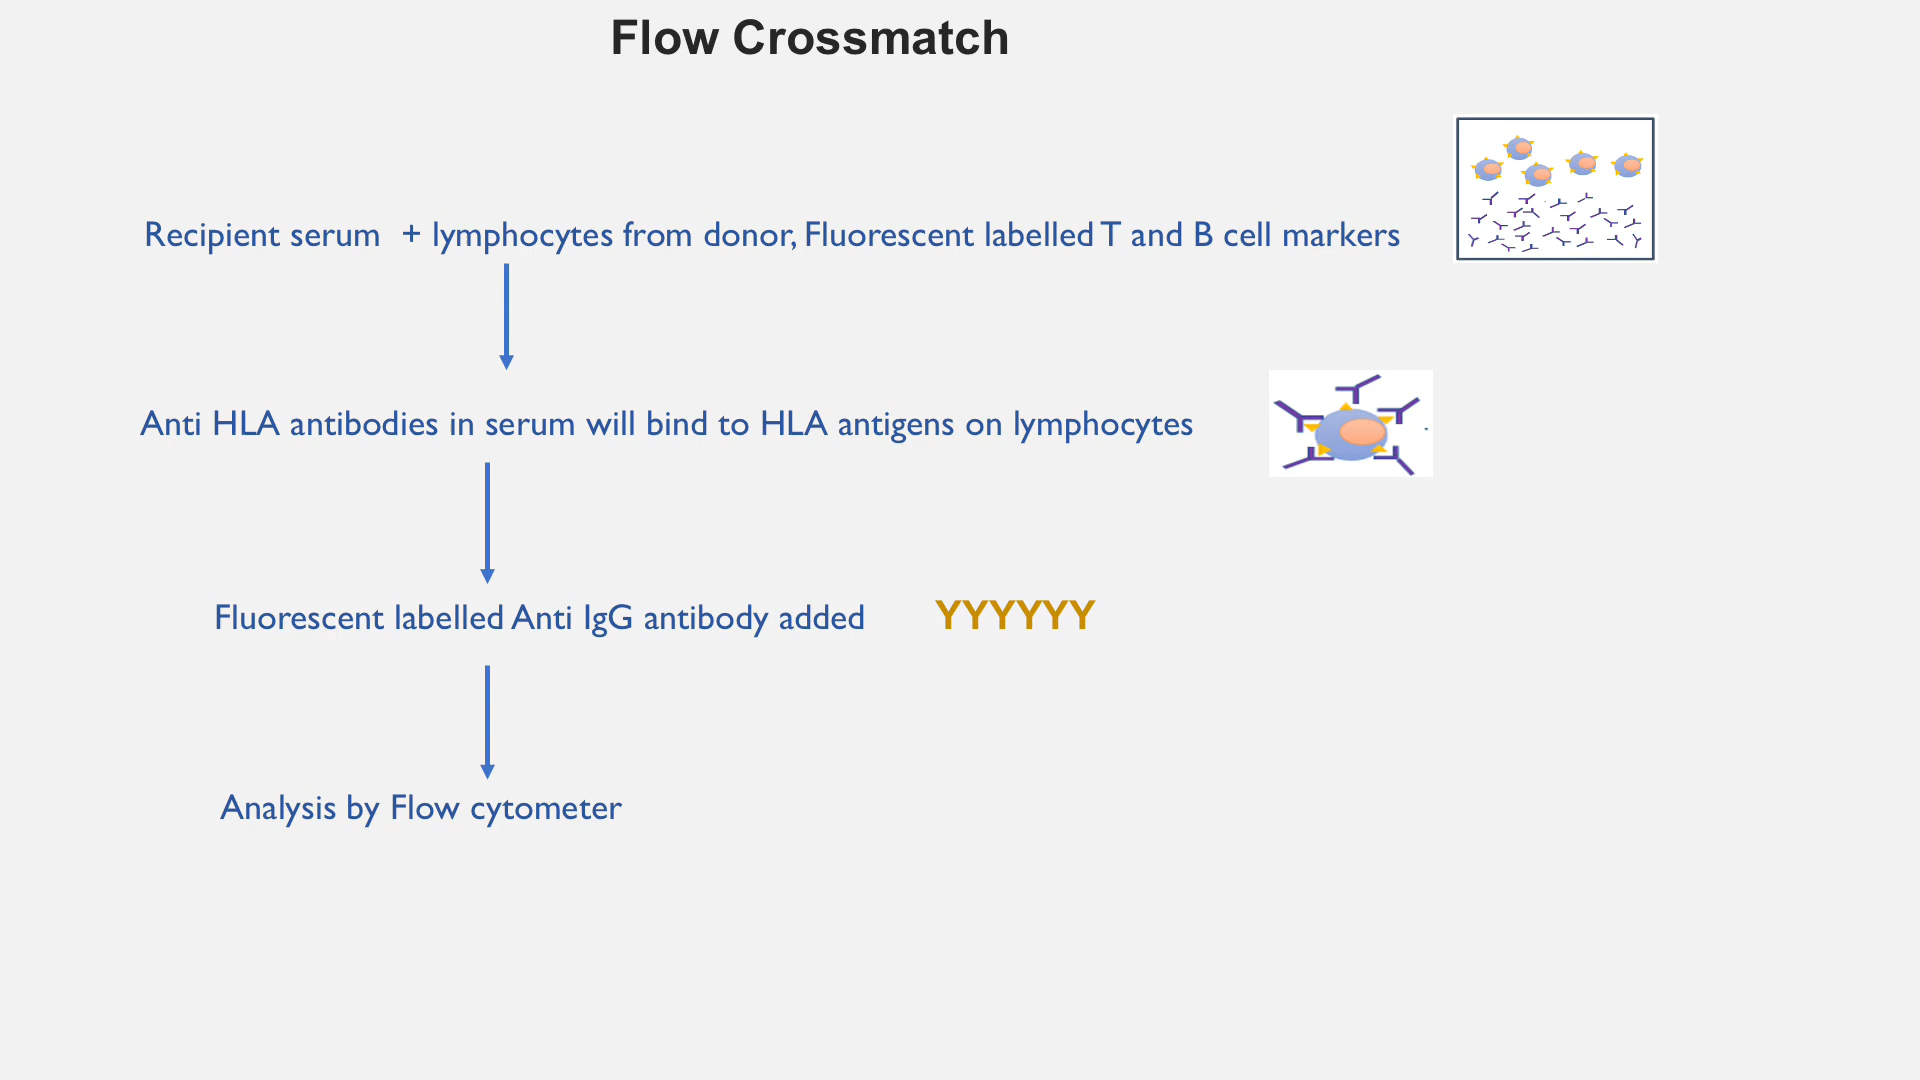 Flow Crossmatch
Recipient serum + lymphocytes from donor, Fluorescent labelled T and B cell markers
Anti HLA antibodies in serum will bind to HLA antigens on lymphocytes
Fluorescent labelled Anti IgG antibody added YYYYYY
Analysis by Flow cytometer